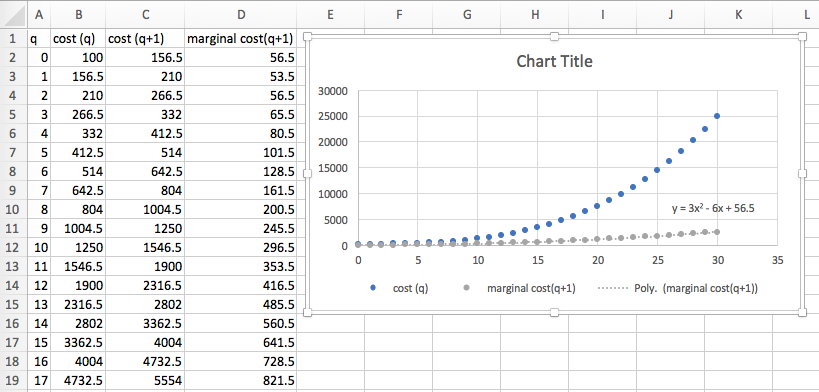 A B C D E F G H I J K L
1 q cost (q) cost (q+1) marginal cost(q+1)
2 0 100 156.5 56.5
3 1 156.5 210 53.5
4 2 210 266.5 56.5
5 3 266.5 332 65.5
6 4 332 412.5 80.5
7 5 412.5 514 101.5
8 6 514 642.5 128.5
9 7 642.5 804 161.5
10 8 804 1004.5 200.5
11 9 1004.5 1250 245.5
12 10 1250 1546.5 296.5
13 11 1546.5 1900 353.5
14 12 1900 2316.5 416.5
15 13 2316.5 2802 485.5
16 14 2802 3362.5 560.5
17 15 3362.5 4004 641.5
18 16 4004 4732.5 728.5
19 17 4732.5 5554 821.5
Chart Title
30000
25000
20000
15000
10000
5000
0
y = 3x² - 6x + 56.5
0 5 10 15 20 25 30 35
cost (q) marginal cost(q+1) Poly. (marginal cost(q+1))